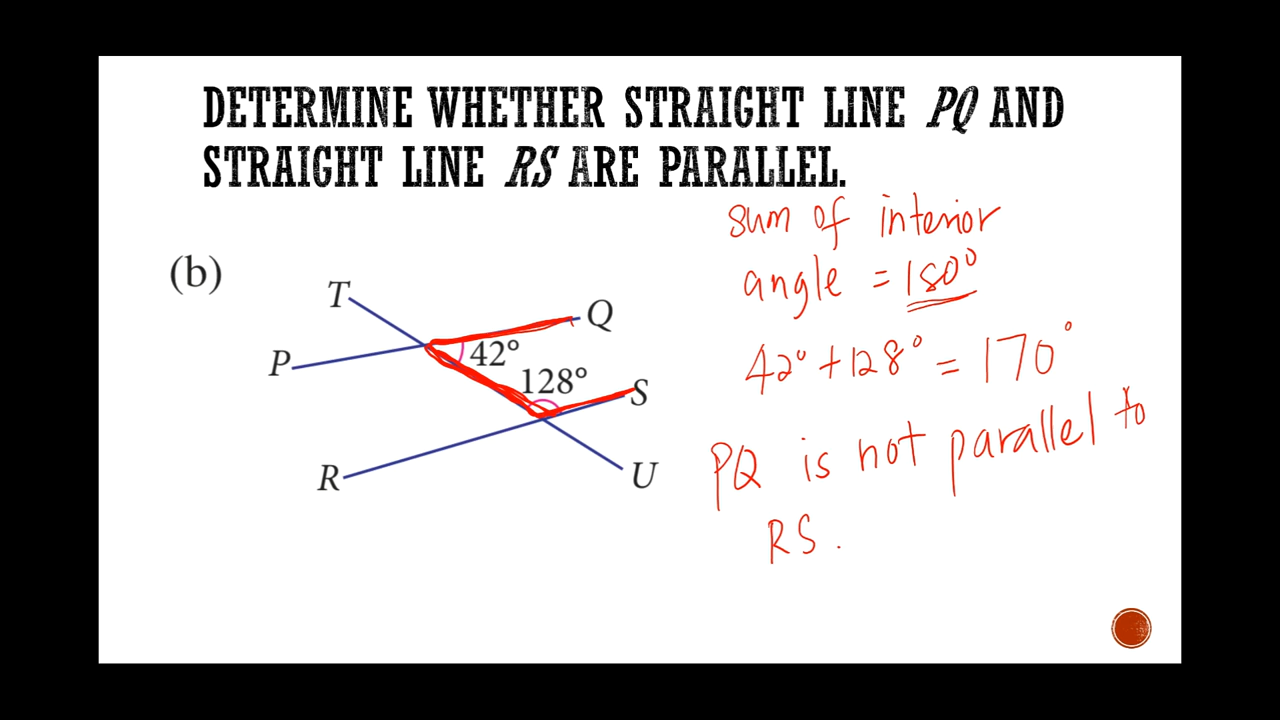 DETERMINE WHETHER STRAIGHT LINE PQ AND
STRAIGHT LINE RS ARE PARALLEL.
(b)
T
Q
P
42°
128°
S
R
U
sum of interior
angle = 180°
42° + 128° = 170°
PQ is not parallel to
RS.